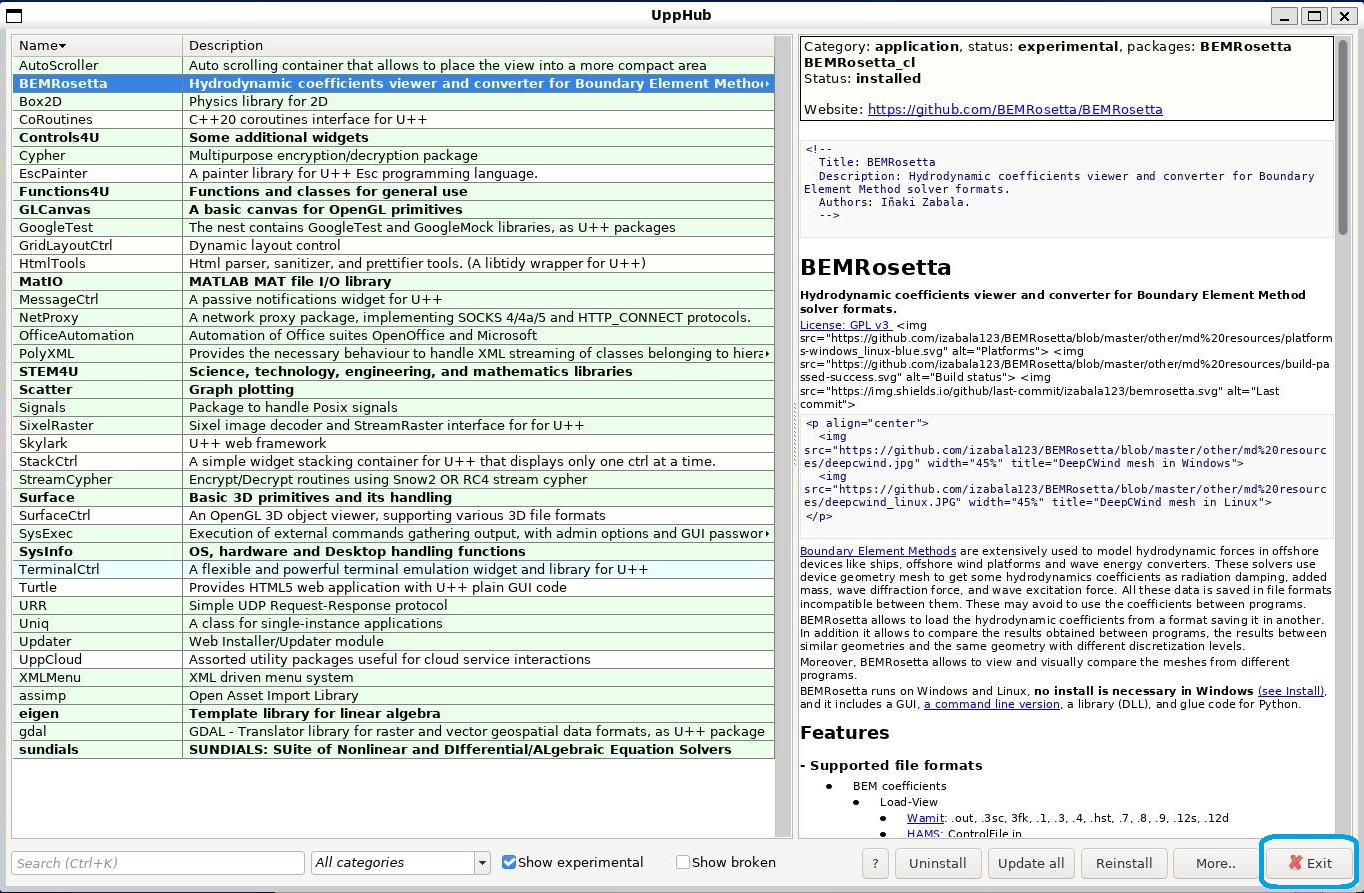 UppHub
Name Description
AutoScroller Auto scrolling container that allows to place the view into a more compact area
BEMRosetta Hydrodynamic coefficients viewer and converter for Boundary Element Method
Box2D Physics library for 2D
CoRoutines C++20 coroutines interface for U++
Controls4U Some additional widgets
Cypher Multipurpose encryption/decryption package
EscPainter A painter library for U++ Esc programming language.
Functions4U Functions and classes for general use
GLCanvas A basic canvas for OpenGL primitives
GoogleTest The nest contains GoogleTest and GoogleMock libraries, as U++ packages
GridLayoutCtrl Dynamic layout control
HtmlTools Html parser, sanitizer, and prettifier tools. (A libtidy wrapper for U++)
MatIO MATLAB MAT file I/O library
MessageCtrl A passive notifications widget for U++
NetProxy A network proxy package, implementing SOCKS 4/4a/5 and HTTP_CONNECT protocols.
OfficeAutomation Automation of Office suites OpenOffice and Microsoft
PolyXML Provides the necessary behaviour to handle XML streaming of classes belonging to hiera
STEM4U Science, technology, engineering, and mathematics libraries
Scatter Graph plotting
Signals Package to handle Posix signals
SixelRaster Sixel image decoder and StreamRaster interface for for U++
Skylark U++ web framework
StackCtrl A simple widget stacking container for U++ that displays only one ctrl at a time.
StreamCypher Encrypt/Decrypt routines using Snow2 OR RC4 stream cypher
Surface Basic 3D primitives and its handling
SurfaceCtrl An OpenGL 3D object viewer, supporting various 3D file formats
SysExec Execution of external commands gathering output, with admin options and GUI passwor
SysInfo OS, hardware and Desktop handling functions
TerminalCtrl A flexible and powerful terminal emulation widget and library for U++
Turtle Provides HTML5 web application with U++ plain GUI code
URR Simple UDP Request-Response protocol
Uniq A class for single-instance applications
Updater Web Installer/Updater module
UppCloud Assorted utility packages useful for cloud service interactions
XMLMenu XML driven menu system
assimp Open Asset Import Library
eigen Template library for linear algebra
gdal GDAL - Translator library for raster and vector geospatial data formats, as U++ package
sundials SUNDIALS: SUite of Nonlinear and DIfferential/ALgebraic Equation Solvers
Category: application, status: experimental, packages: BEMRosetta
BEMRosetta_cl
Status: installed
Website: https://github.com/BEMRosetta/BEMRosetta
<!--
Title: BEMRosetta
Description: Hydrodynamic coefficients viewer and converter for Boundary
Element Method solver formats.
Authors: Iñaki Zabala.
-->
BEMRosetta
Hydrodynamic coefficients viewer and converter for Boundary Element Method
solver formats.
License: GPL v3 <img
src="https://github.com/izabala123/BEMRosetta/blob/master/other/md%20resources/platform
s-windows_linux-blue.svg" alt="Platforms"> <img
src="https://github.com/izabala123/BEMRosetta/blob/master/other/md%20resources/build-pa
ssed-success.svg" alt="Build status"> <img
src="https://img.shields.io/github/last-commit/izabala123/bemrosetta.svg" alt="Last
commit">
<p align="center">
<img
src="https://github.com/izabala123/BEMRosetta/blob/master/other/md%20resourc
es/deepcwind.jpg" width="45%" title="DeepCWind mesh in Windows">
<img
src="https://github.com/izabala123/BEMRosetta/blob/master/other/md%20resourc
es/deepcwind_linux.JPG" width="45%" title="DeepCWind mesh in Linux">
</p>
Boundary Element Methods are extensively used to model hydrodynamic forces in offshore
devices like ships, offshore wind platforms and wave energy converters. These solvers use
device geometry mesh to get some hydrodynamics coefficients as radiation damping, added
mass, wave diffraction force, and wave excitation force. All these data is saved in file formats
incompatible between them. These may avoid to use the coefficients between programs.
BEMRosetta allows to load the hydrodynamic coefficients from a format saving it in another.
In addition it allows to compare the results obtained between programs, the results between
similar geometries and the same geometry with different discretization levels.
Moreover, BEMRosetta allows to view and visually compare the meshes from different
programs.
BEMRosetta runs on Windows and Linux, no install is necessary in Windows (see Install),
and it includes a GUI, a command line version, a library (DLL), and glue code for Python.
Features
- Supported file formats
● BEM coefficients
● Load-View
● Wamit: .out, .3sc, 3fk, .1, .3, .4, .hst, .7, .8, .9, .12s, .12d
● HAMS: ControlFile.in
Search (Ctrl+K) All categories Show experimental Show broken ? Uninstall Update all Reinstall More.. Exit